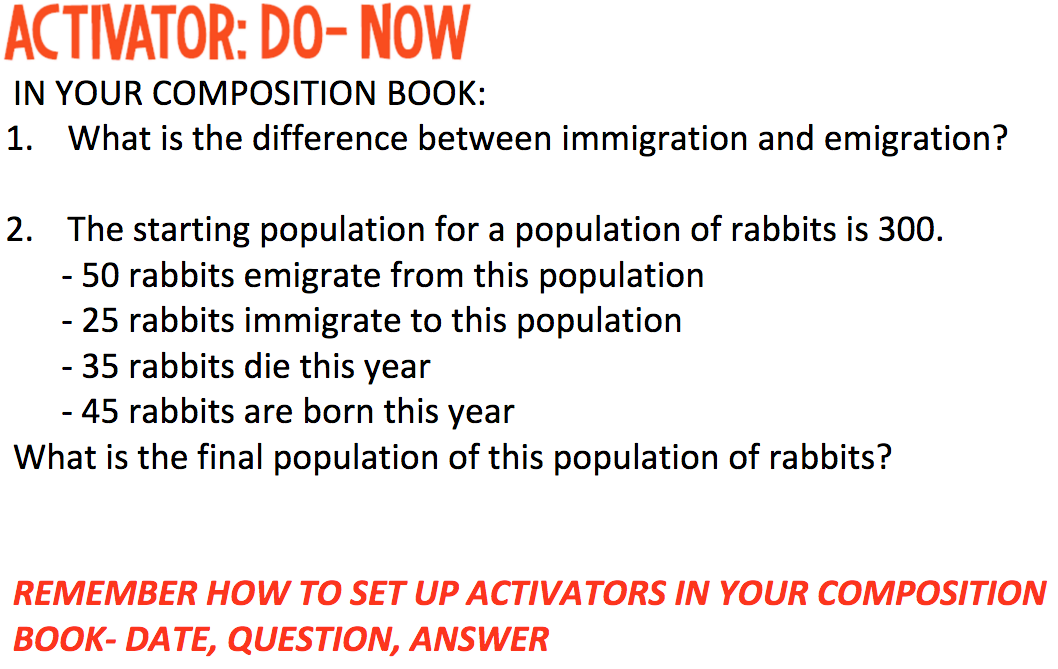 ACTIVATOR: DO- NOW
IN YOUR COMPOSITION BOOK:
1. What is the difference between immigration and emigration?
2. The starting population for a population of rabbits is 300.
- 50 rabbits emigrate from this population
- 25 rabbits immigrate to this population
- 35 rabbits die this year
- 45 rabbits are born this year
What is the final population of this population of rabbits?
REMEMBER HOW TO SET UP ACTIVATORS IN YOUR COMPOSITION
BOOK- DATE, QUESTION, ANSWER